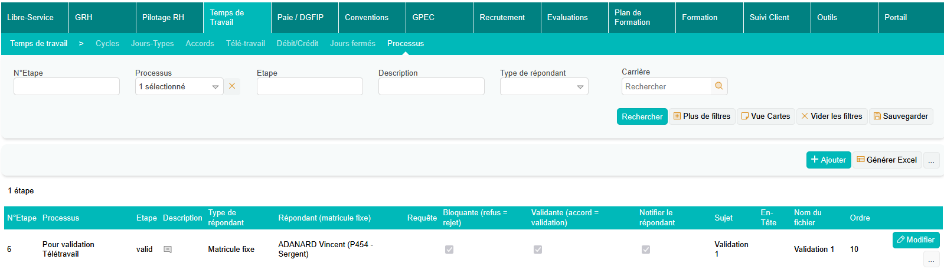 Libre-Service GRH Pilotage RH Temps de Travail Paie / DGFIP Conventions GPEC Recrutement Evaluations Plan de Formation Formation Suivi Client Outils Portail
Temps de travail > Cycles Jours-Types Accords Télé travail Débit/Crédit Jours fermés Processus
N°Etape Processus Etape Description Type de répondant Carrière
1 sélectionné Rechercher
Rechercher Plus de filtres Vue Cartes Vider les filtres Sauvegarder
+ Ajouter Générer Excel ...
1 étape
N°Etape Processus Etape Description Type de répondant Répondant (matricule fixe) Requête Bloquante (refus = rejet) Validante (accord = validation) Notifier le répondant Sujet En-Tête Nom du fichier Ordre
6 Pour validation Télétravail valid Matricule fixe ADANARD Vincent (P454 - Sergent) Validation 1 Validation 1 10 Modifier
...